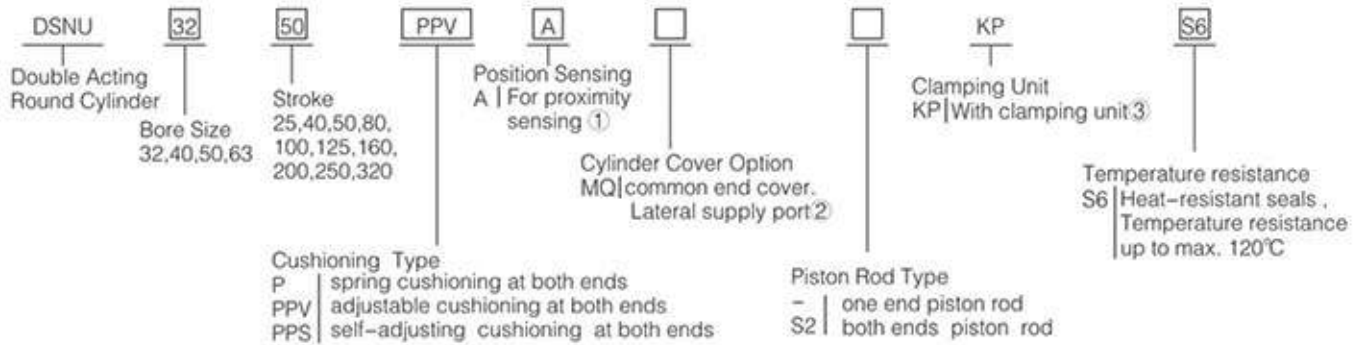 DSNU 32 50 PPV A KP S6
Double Acting
Round Cylinder
Bore Size
32,40,50,63
Stroke
25,40,50,80,
100,125,160,
200,250,320
Position Sensing
A For proximity
sensing ①
Clamping Unit
KP With clamping unit③
Cylinder Cover Option
MQ common end cover.
Lateral supply port②
Temperature resistance
S6 Heat-resistant seals ,
Temperature resistance
up to max. 120℃
Cushioning Type
P spring cushioning at both ends
PPV adjustable cushioning at both ends
PPS self-adjusting cushioning at both ends
Piston Rod Type
- one end piston rod
S2 both ends piston rod